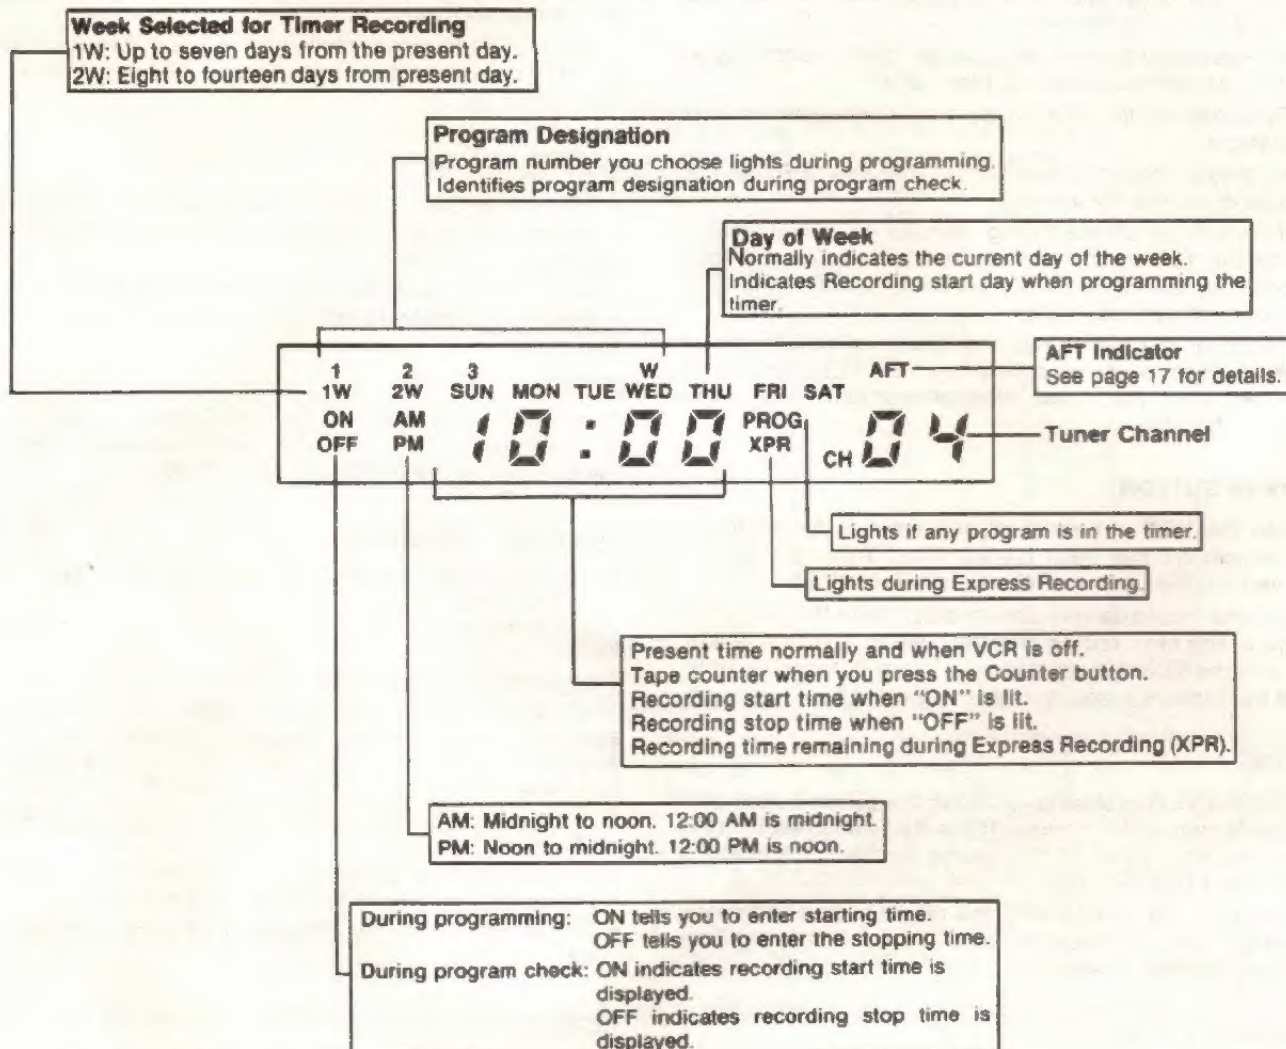 Week Selected for Timer Recording
1W: Up to seven days from the present day.
2W: Eight to fourteen days from present day.
Program Designation
Program number you choose lights during programming.
Identifies program designation during program check.
Day of Week
Normally indicates the current day of the week.
Indicates Recording start day when programming the
timer.
AFT Indicator
See page 17 for details.
1 2 3 W AFT
1W 2W SUN MON TUE WED THU FRI SAT
ON AM 10:00 PROG CH 04
OFF PM XPR
Tuner Channel
Lights if any program is in the timer.
Lights during Express Recording.
Present time normally and when VCR is off.
Tape counter when you press the Counter button.
Recording start time when "ON" is lit.
Recording stop time when "OFF" is lit.
Recording time remaining during Express Recording (XPR).
AM: Midnight to noon. 12:00 AM is midnight.
PM: Noon to midnight. 12:00 PM is noon.
During programming: ON tells you to enter starting time.
OFF tells you to enter the stopping time.
During program check: ON indicates recording start time is
displayed.
OFF indicates recording stop time is
displayed.